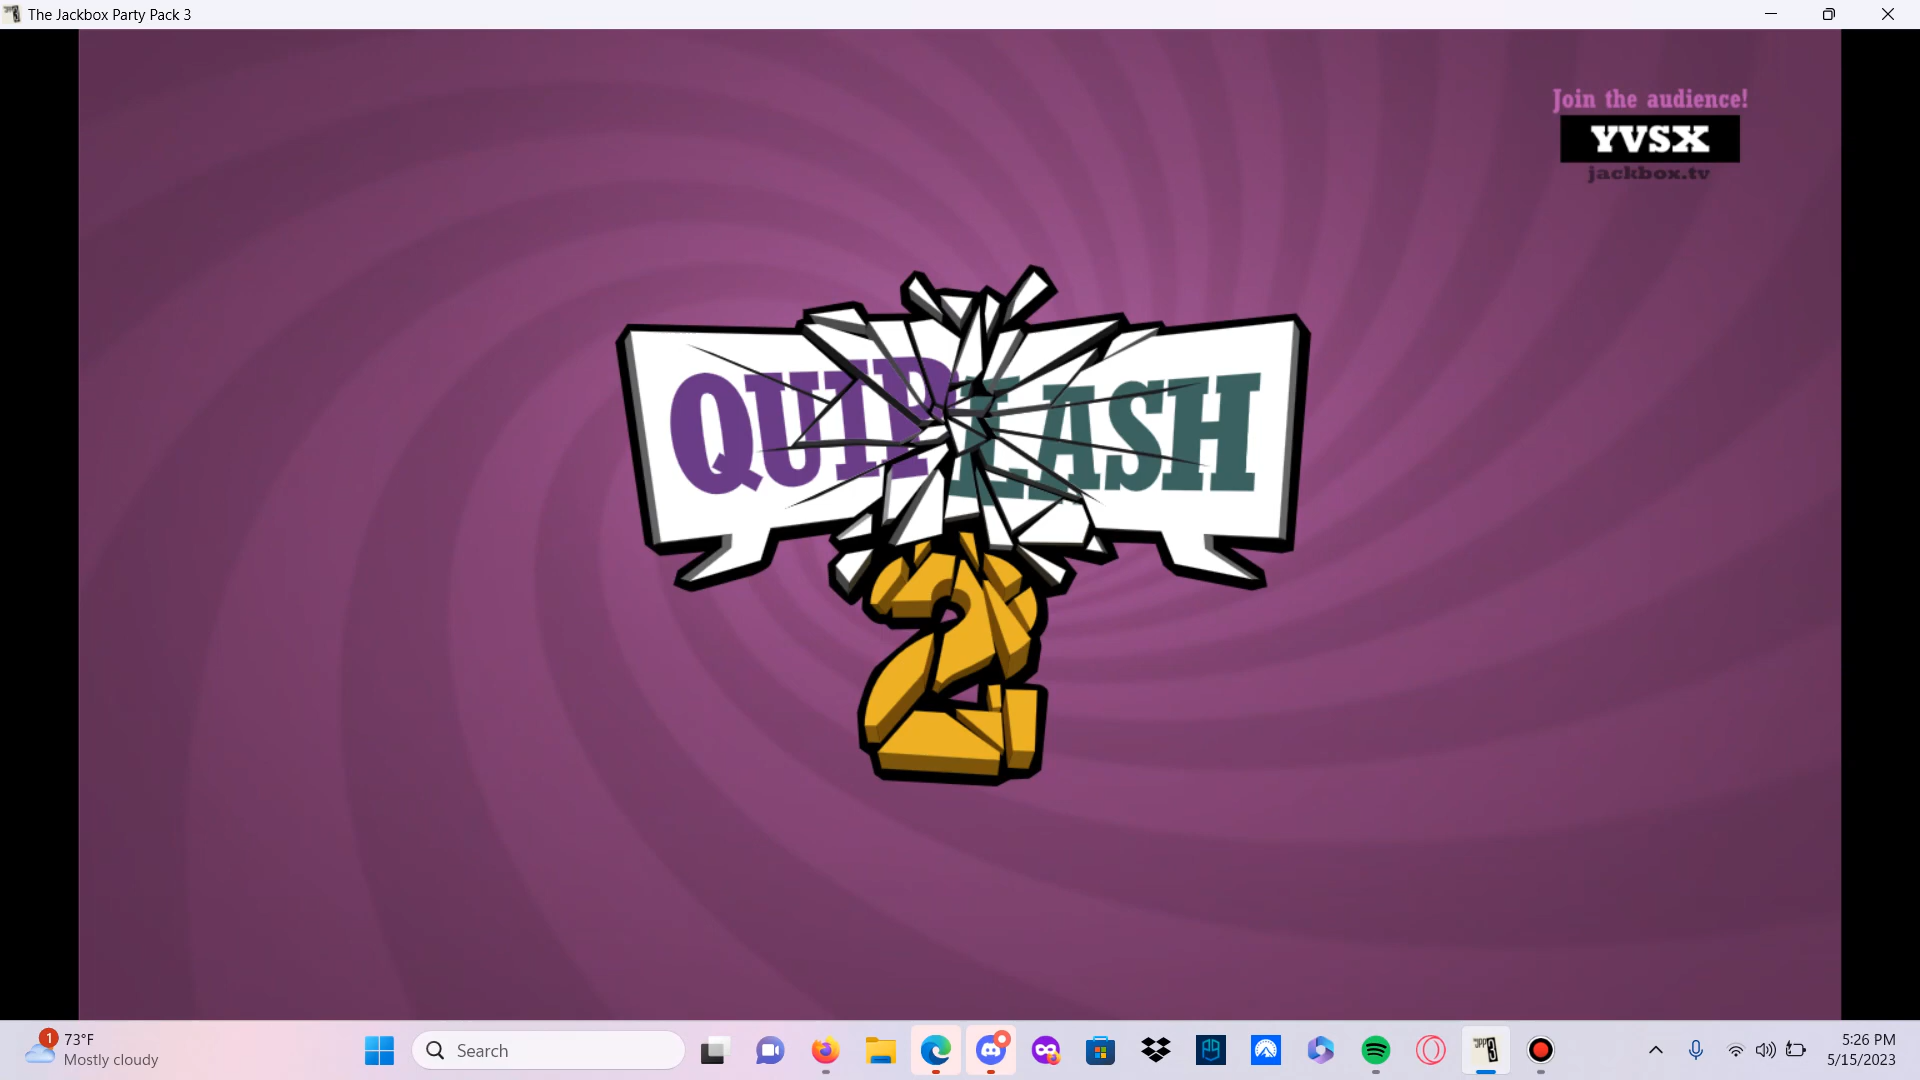 The Jackbox Party Pack 3
Join the audience!
YVSX
jackbox.tv
QUIPLASH
2
1
73°F
Mostly cloudy
Search
5:26 PM
5/15/2023